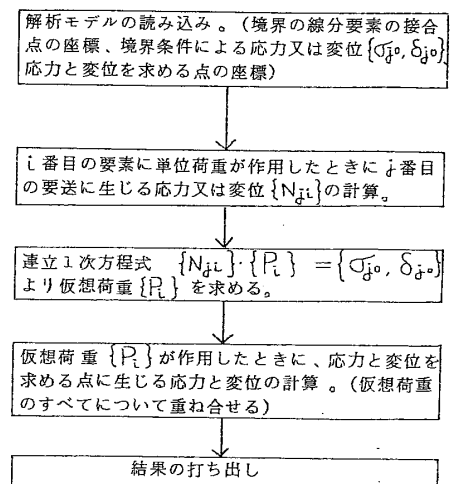 解析モデルの読み込み。(境界の線分要素の接合
点の座標、境界条件による応力又は変位{σj0, δj0}
応力と変位を求める点の座標)
i番目の要素に単位荷重が作用したときにj番目
の要送に生じる応力又は変位{Nji}の計算。
連立1次方程式 {Nji}・{Pi} ={σj0, δj0}
より仮想荷重{Pi}を求める。
仮想荷重{Pi}が作用したときに、応力と変位を
求める点に生じる応力と変位の計算。(仮想荷重
のすべてについて重ね合せる)
結果の打ち出し